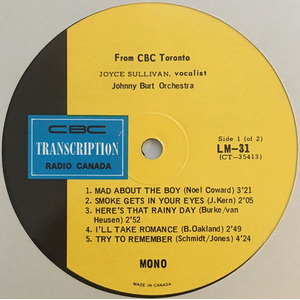 From CBC Toronto
JOYCE SULLIVAN, vocalist
Johnny Burt Orchestra
Side 1 (of 2)
LM-31
(CT-35413)
CBC
TRANSCRIPTION
RADIO CANADA
1. MAD ABOUT THE BOY (Noel Coward) 3'21
2. SMOKE GETS IN YOUR EYES (J.Kern) 2'05
3. HERE'S THAT RAINY DAY (Burke/van
Heusen) 2'52
4. I'LL TAKE ROMANCE (B.Oakland) 2'49
5. TRY TO REMEMBER (Schmidt/Jones) 2'24
MONO
MADE IN CANADA